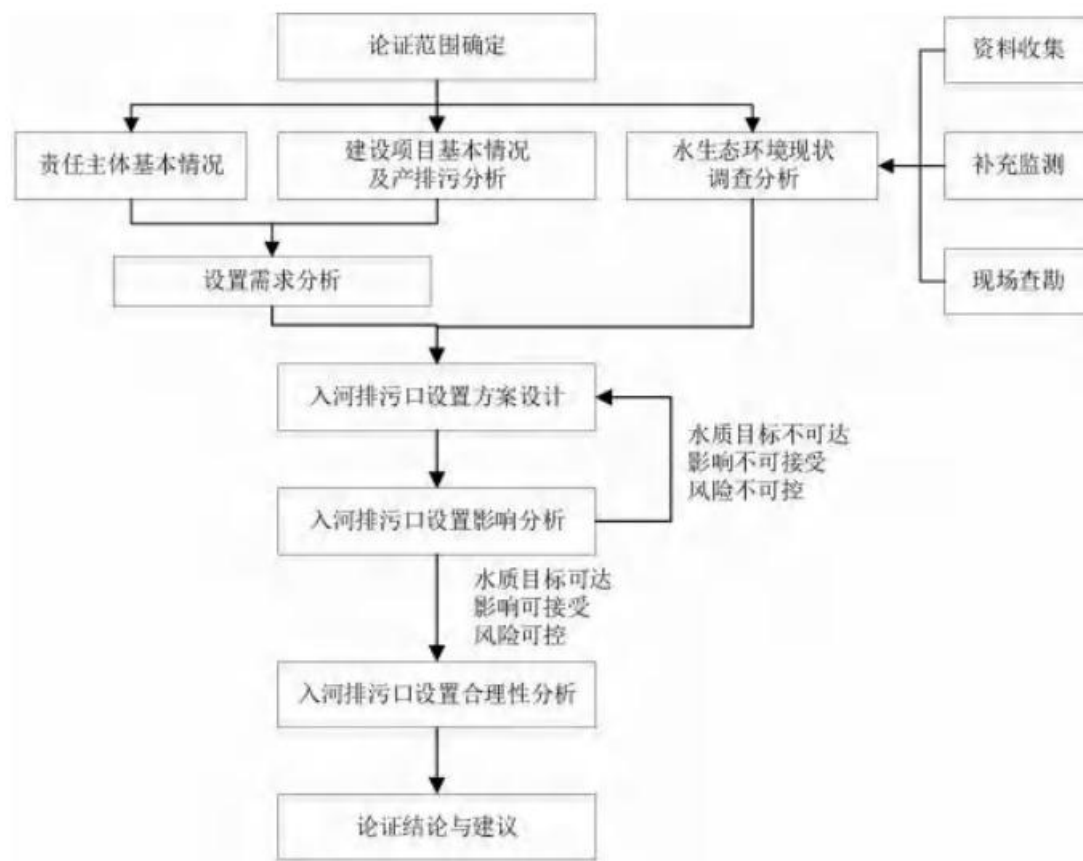 论证范围确定
资料收集
责任主体基本情况
建设项目基本情况
及产排污分析
水生态环境现状
调查分析
补充监测
设置需求分析
现场查勘
入河排污口设置方案设计
水质目标不可达
影响不可接受
风险不可控
入河排污口设置影响分析
水质目标可达
影响可接受
风险可控
入河排污口设置合理性分析
论证结论与建议